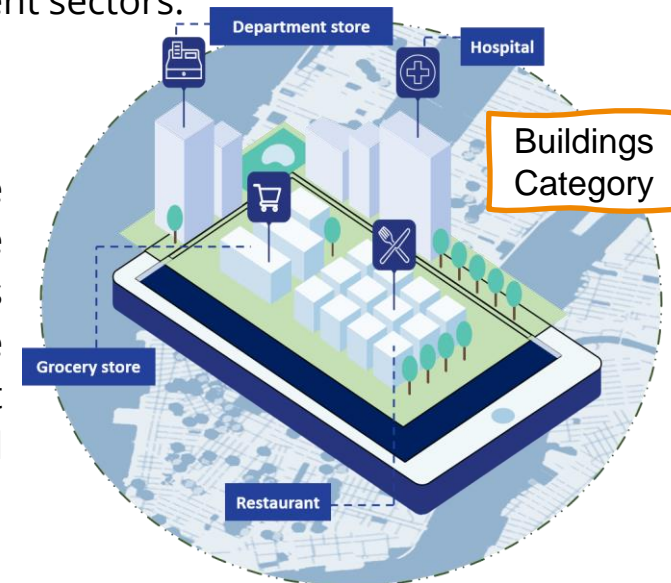 ent sectors.
Department store
Hospital
Buildings
Category
Grocery store
Restaurant